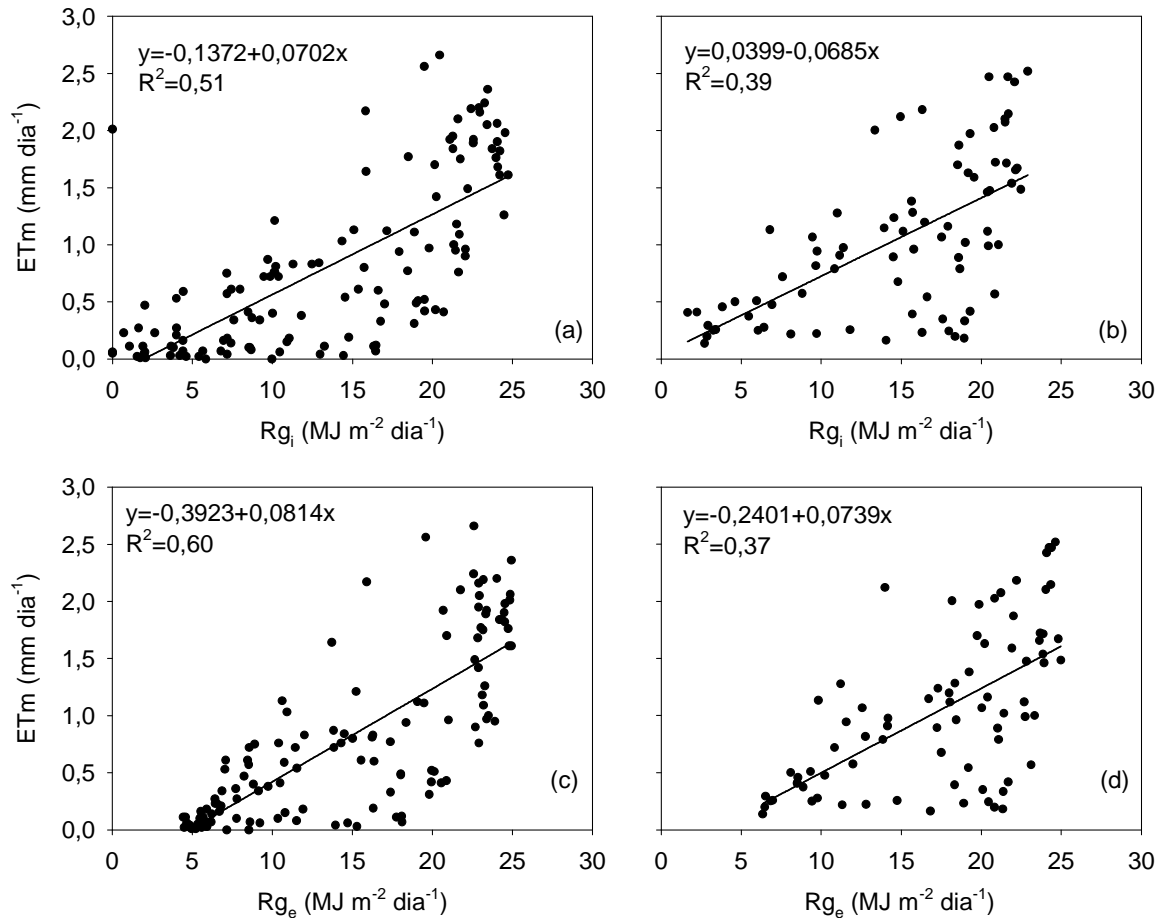 3,0
2,5
2,0
1,5
1,0
0,5
0,0
ETm (mm dia⁻¹)
y=-0,1372+0,0702x
R²=0,51
(a)
0 5 10 15 20 25 30
Rgᵢ (MJ m⁻² dia⁻¹)
y=0,0399-0,0685x
R²=0,39
(b)
0 5 10 15 20 25 30
Rgᵢ (MJ m⁻² dia⁻¹)
3,0
2,5
2,0
1,5
1,0
0,5
0,0
ETm (mm dia⁻¹)
y=-0,3923+0,0814x
R²=0,60
(c)
0 5 10 15 20 25 30
Rgₑ (MJ m⁻² dia⁻¹)
y=-0,2401+0,0739x
R²=0,37
(d)
0 5 10 15 20 25 30
Rgₑ (MJ m⁻² dia⁻¹)